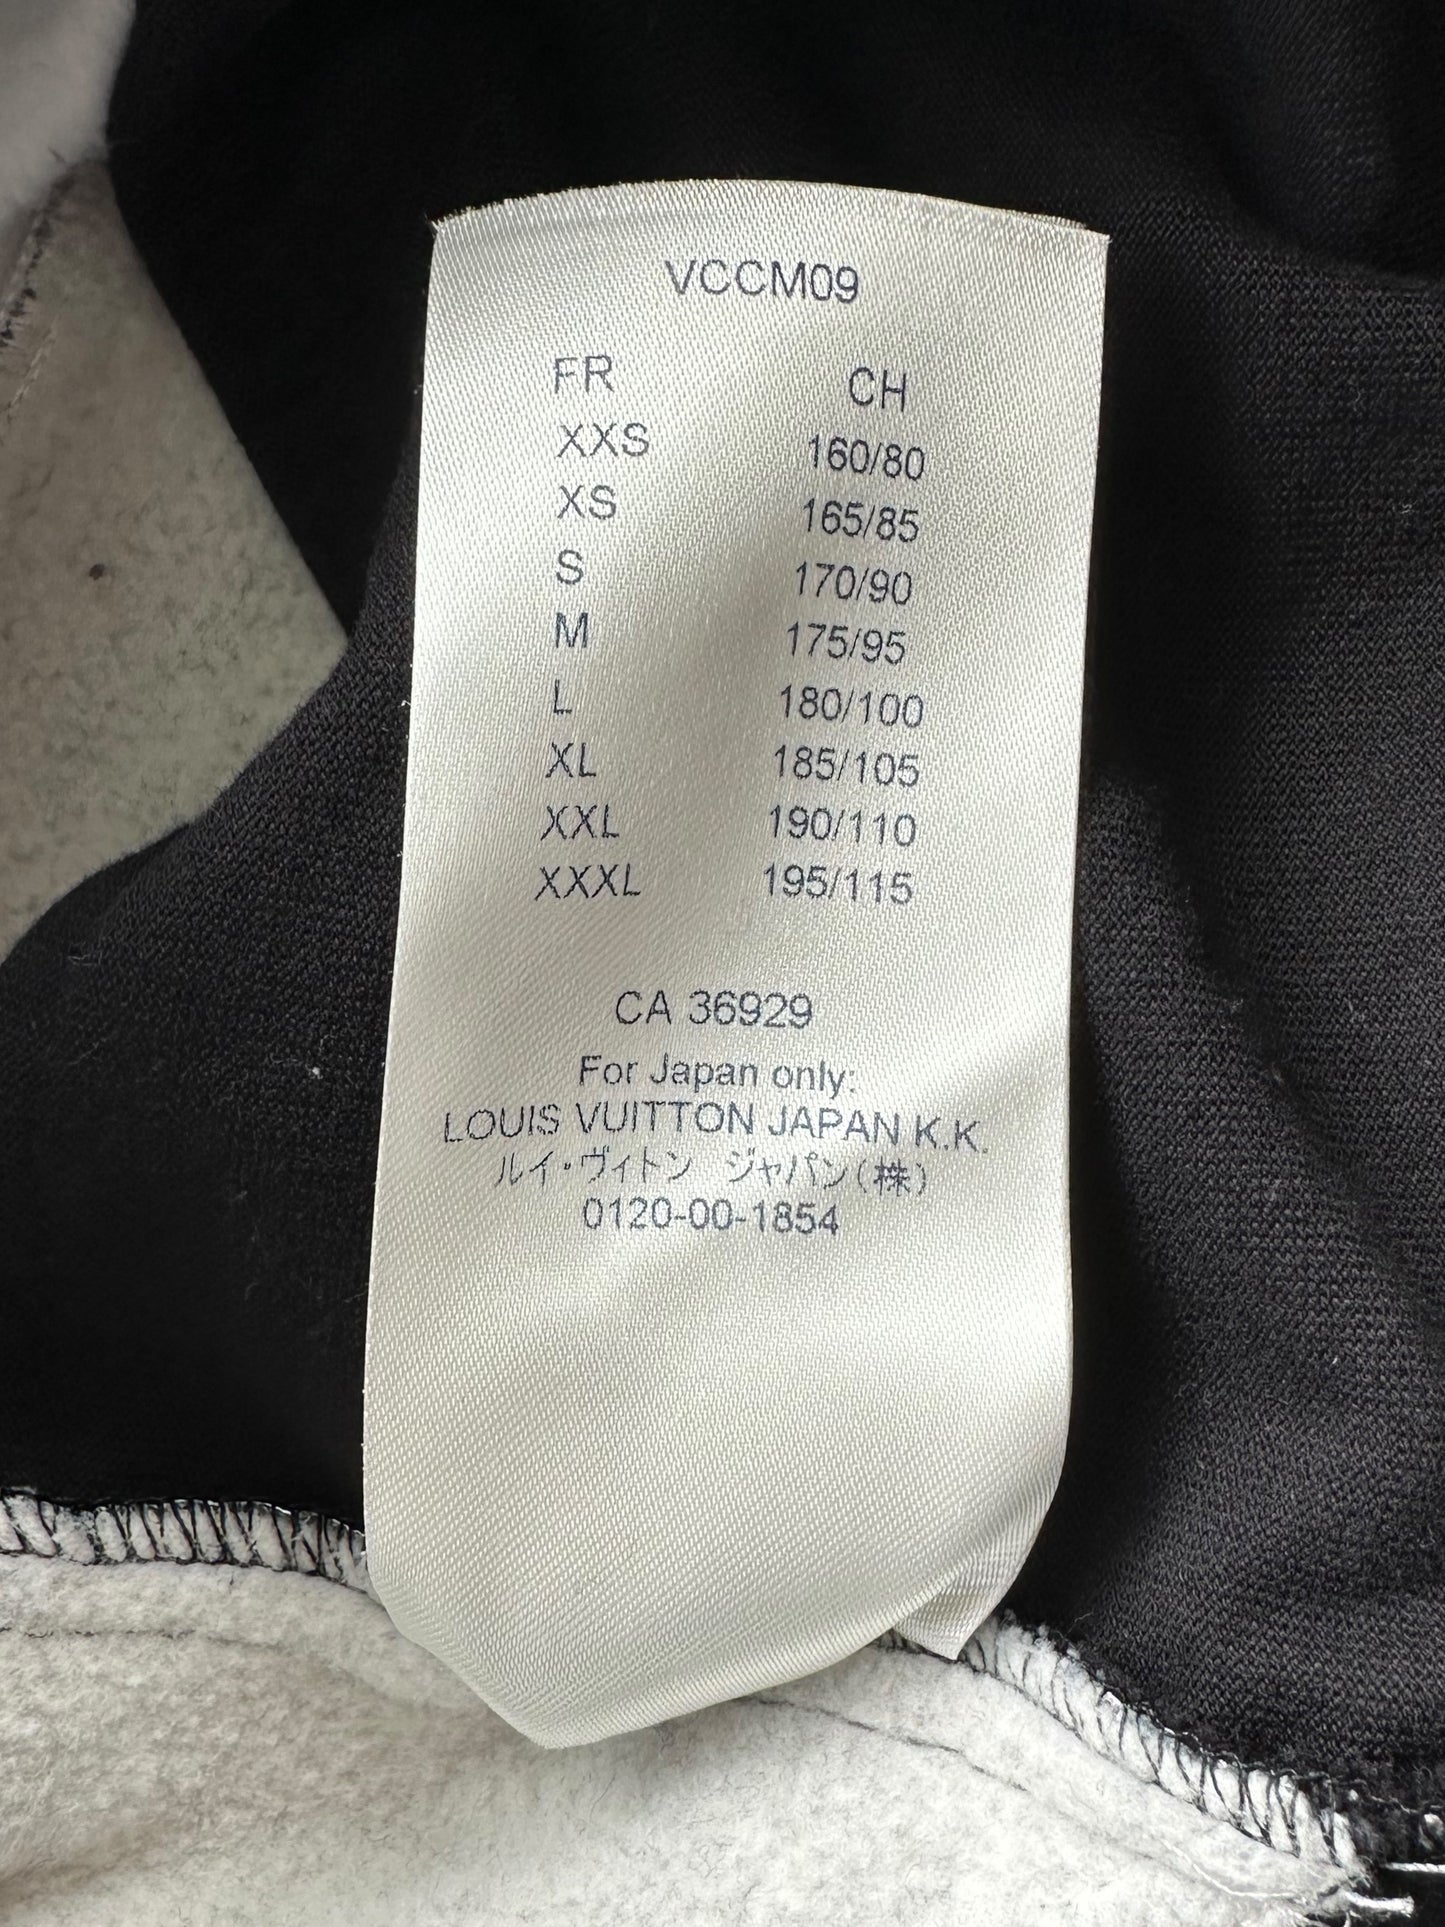 VCCM09
FR CH
XXS 160/80
XS 165/85
S 170/90
M 175/95
L 180/100
XL 185/105
XXL 190/110
XXXL 195/115
CA 36929
For Japan only:
LOUIS VUITTON JAPAN K.K.
ルイ・ヴィトン ジャパン(株)
0120-00-1854